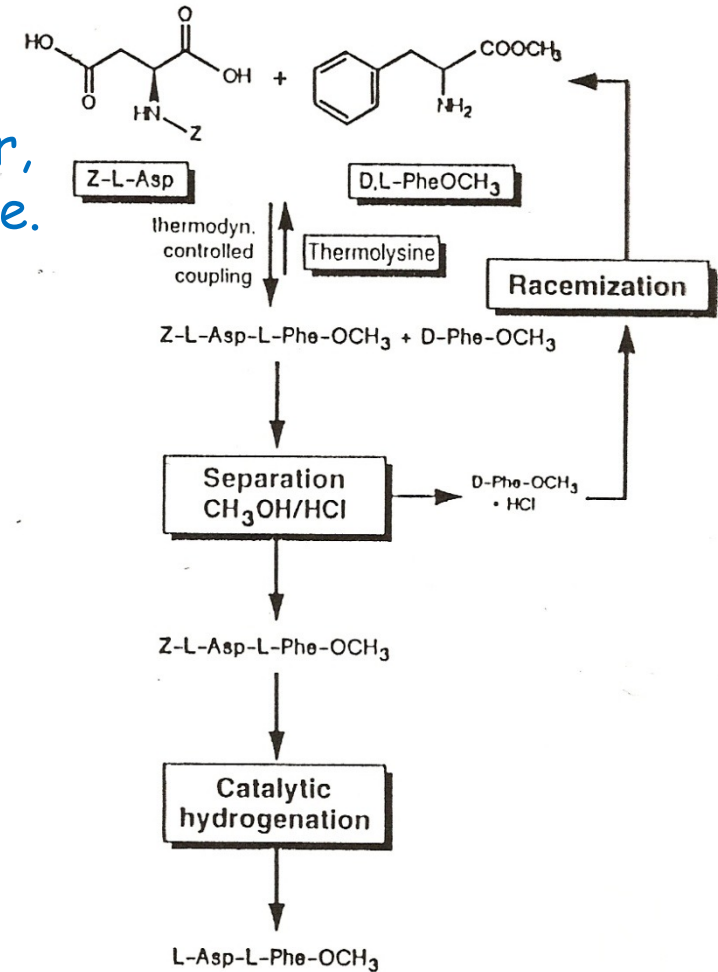 O
HO
COOCH₃
OH
+
O
HN
Z
NH₂
r,
e.
Z-L-Asp
D,L-PheOCH₃
thermodyn.
controlled
coupling
Thermolysine
Racemization
Z-L-Asp-L-Phe-OCH₃ + D-Phe-OCH₃
Separation
CH₃OH/HCl
D-Phe-OCH₃
• HCl
Z-L-Asp-L-Phe-OCH₃
Catalytic
hydrogenation
L-Asp-L-Phe-OCH₃